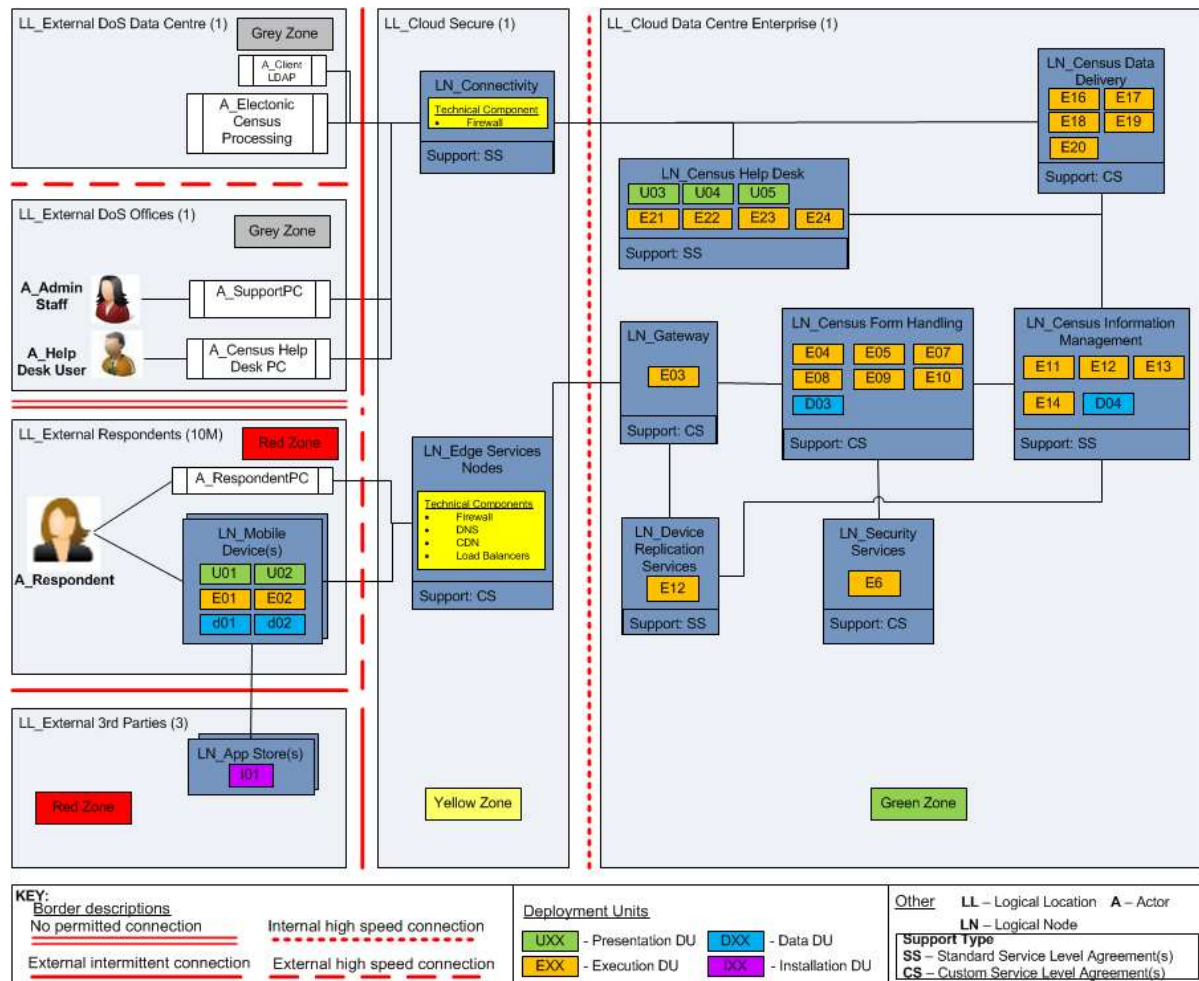 LL_External DoS Data Centre (1)
Grey Zone
A_Client
LDAP
A_Electonic
Census
Processing
LL_External DoS Offices (1)
Grey Zone
A_Admin
Staff
A_SupportPC
A_Help
Desk User
A_Census Help
Desk PC
LL_External Respondents (10M)
Red Zone
A_RespondentPC
A_Respondent
LN_Mobile
Device(s)
U01 U02
E01 E02
d01 d02
LL_External 3rd Parties (3)
LN_App Store(s)
i01
Red Zone
LL_Cloud Secure (1)
LN_Connectivity
Technical Component
• Firewall
Support: SS
LN_Edge Services
Nodes
Technical Components
• Firewall
• DNS
• CDN
• Load Balancers
Support: CS
Yellow Zone
LL_Cloud Data Centre Enterprise (1)
LN_Census Data
Delivery
E16 E17
E18 E19
E20
Support: CS
LN_Census Help Desk
U03 U04 U05
E21 E22 E23 E24
Support: SS
LN_Gateway
E03
Support: CS
LN_Census Form Handling
E04 E05 E07
E08 E09 E10
D03
Support: CS
LN_Census Information
Management
E11 E12 E13
E14 D04
Support: SS
LN_Device
Replication
Services
E12
Support: SS
LN_Security
Services
E6
Support: CS
Green Zone
KEY:
Border descriptions
No permitted connection
Internal high speed connection
External intermittent connection
External high speed connection
Deployment Units
UXX - Presentation DU
DXX - Data DU
EXX - Execution DU
IXX - Installation DU
Other LL – Logical Location A – Actor
LN – Logical Node
Support Type
SS – Standard Service Level Agreement(s)
CS – Custom Service Level Agreement(s)